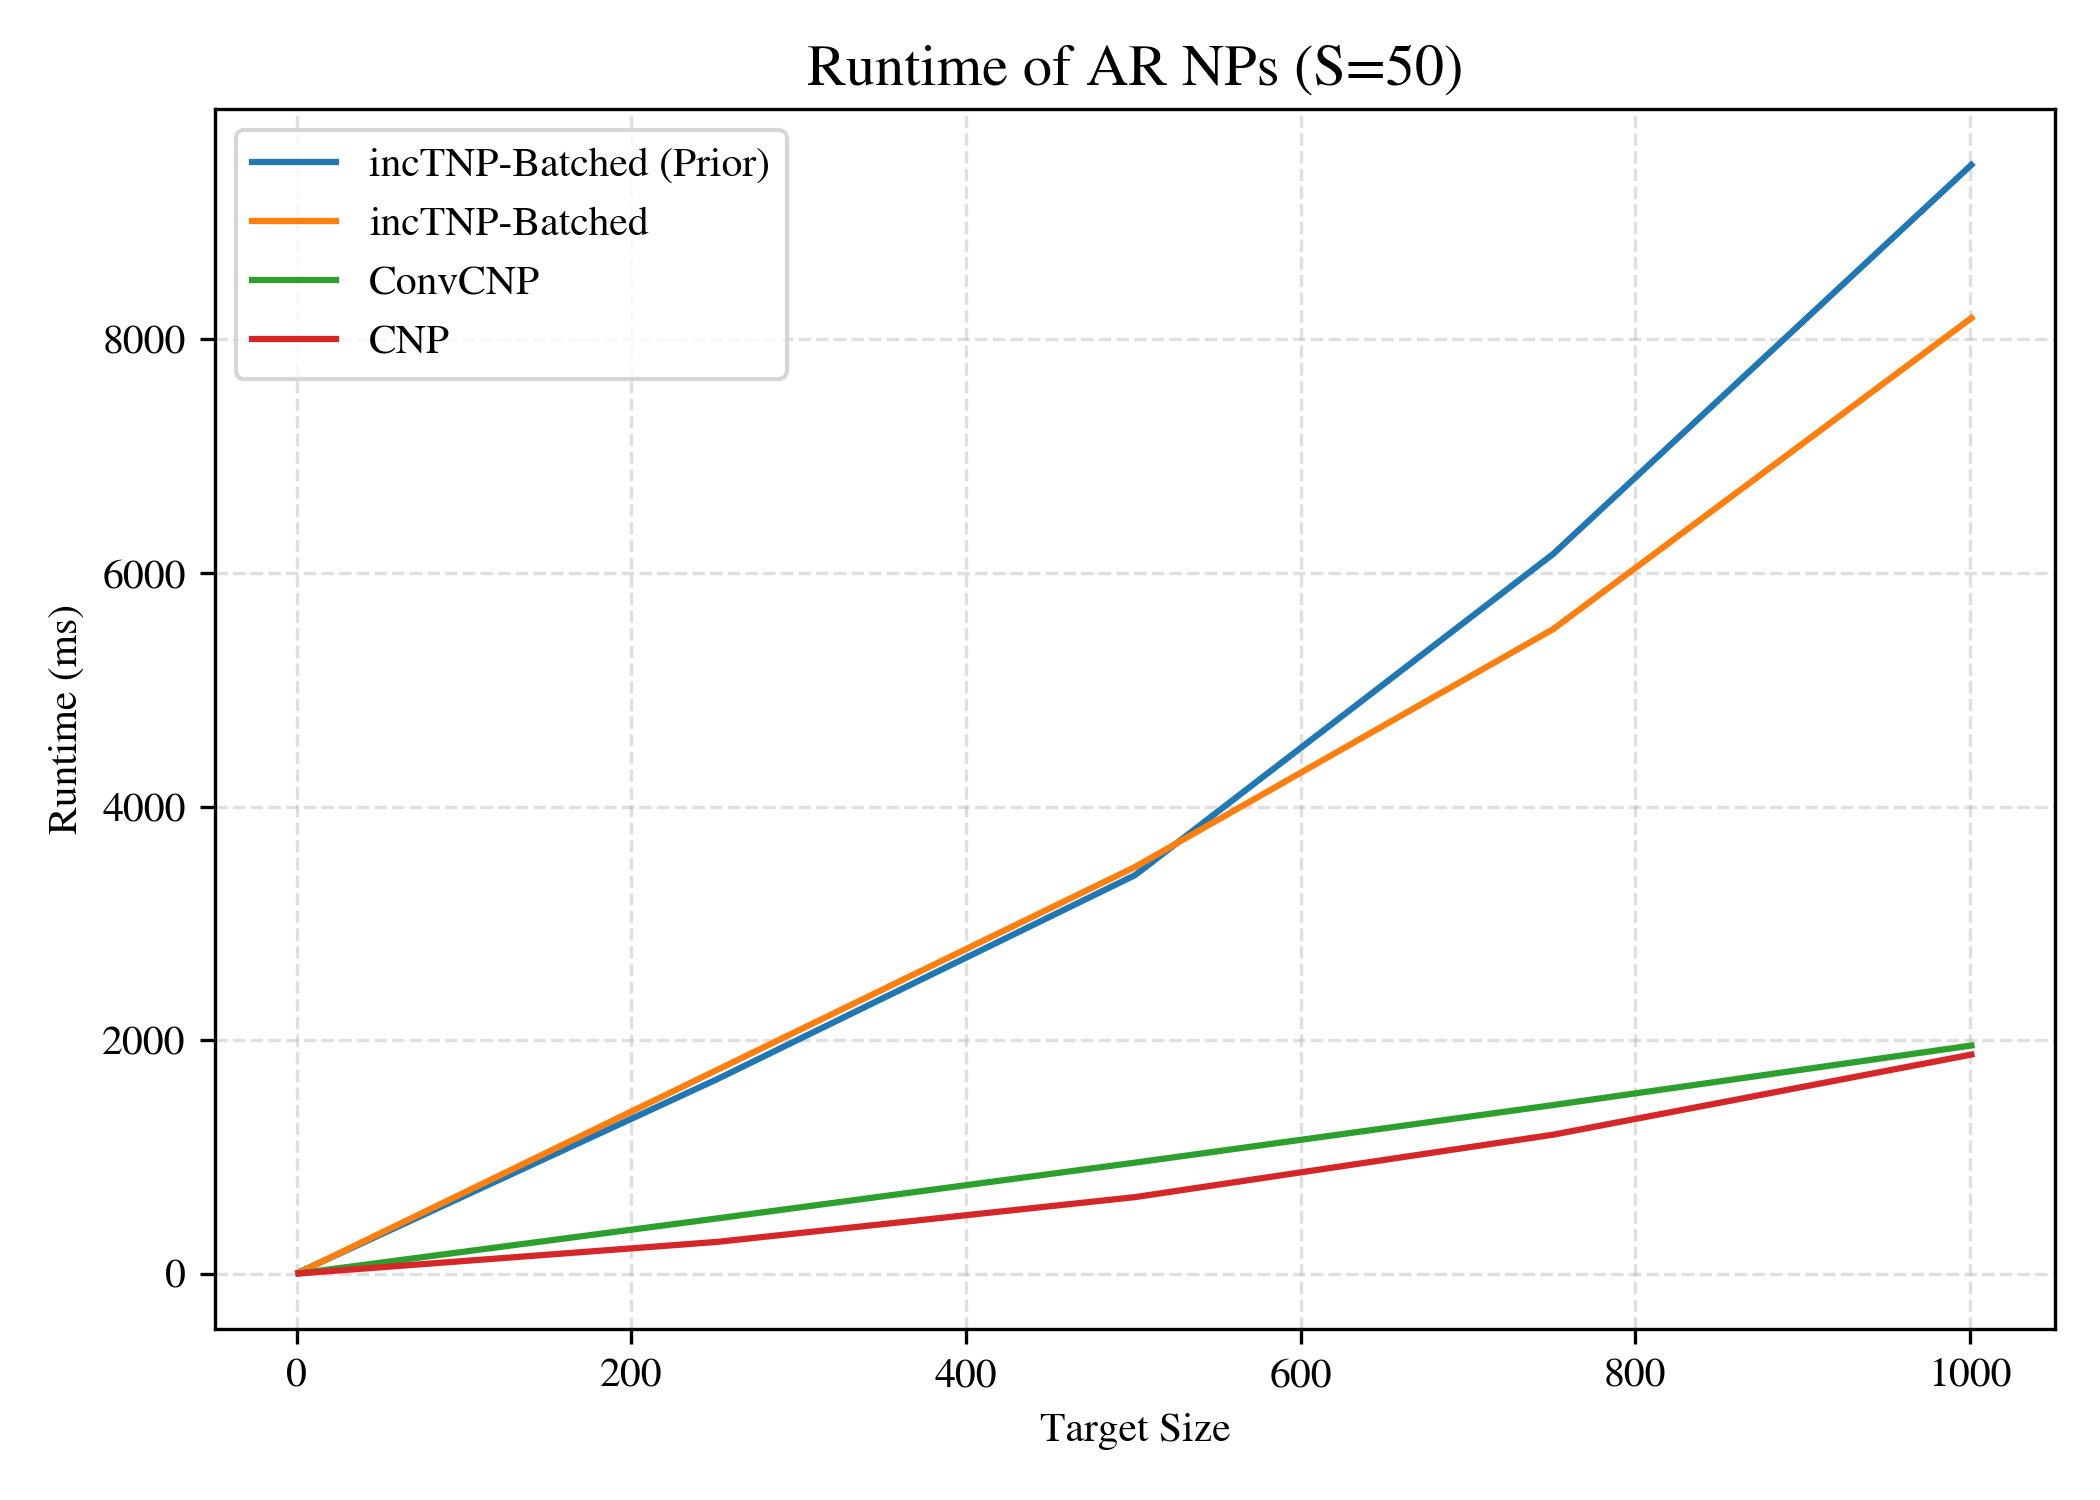 Runtime of AR NPs (S=50)
incTNP-Batched (Prior)
incTNP-Batched
ConvCNP
CNP
8000
6000
4000
2000
0
Runtime (ms)
0 200 400 600 800 1000
Target Size